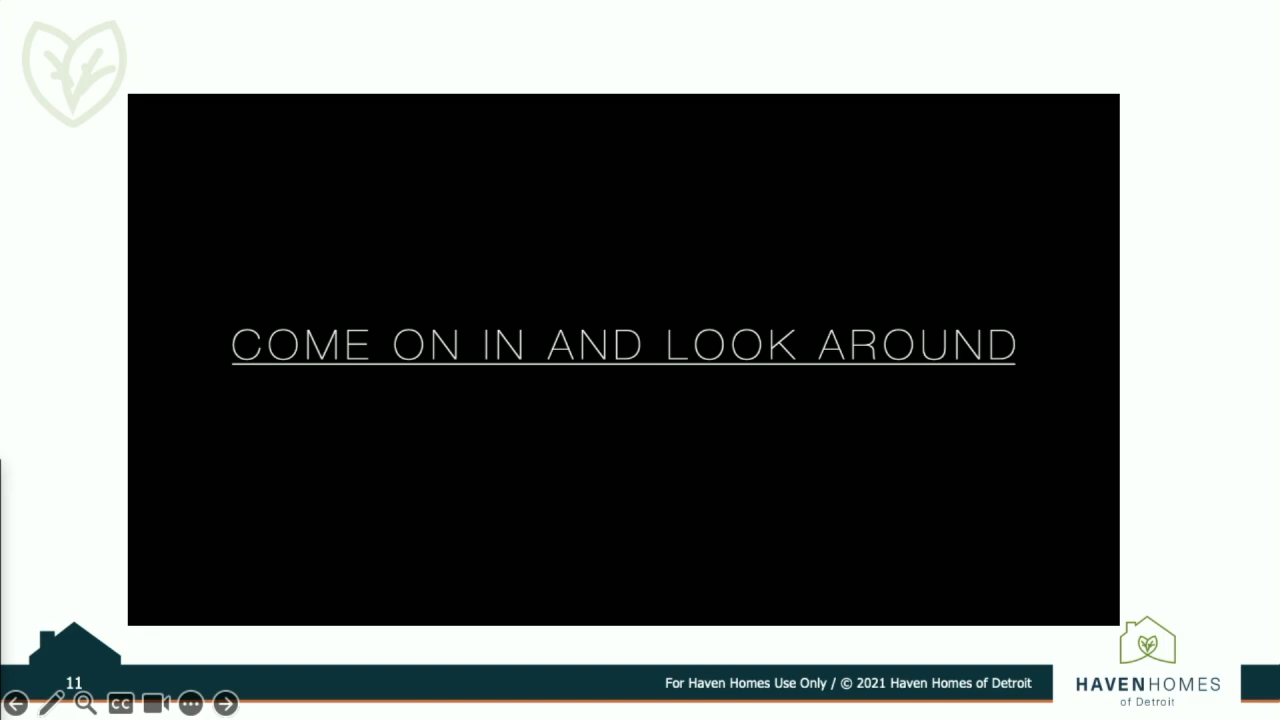 COME ON IN AND LOOK AROUND
11
For Haven Homes Use Only / © 2021 Haven Homes of Detroit
HAVENHOMES
of Detroit
CC